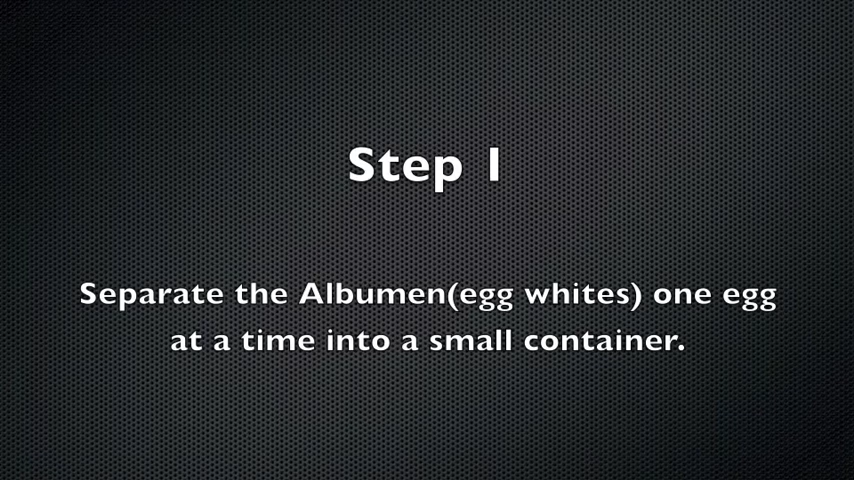 Step 1
Separate the Albumen(egg whites) one egg
at a time into a small container.